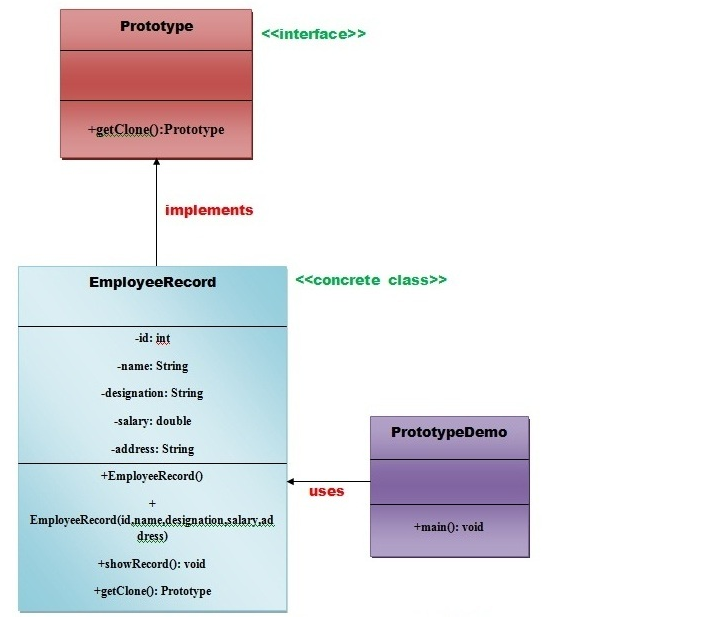 Prototype
<<interface>>
+getClone():Prototype
implements
EmployeeRecord
<<concrete class>>
-id: int
-name: String
-designation: String
-salary: double
-address: String
+EmployeeRecord()
+
EmployeeRecord(id,name,designation,salary,ad
dress)
+showRecord(): void
+getClone(): Prototype
uses
PrototypeDemo
+main(): void